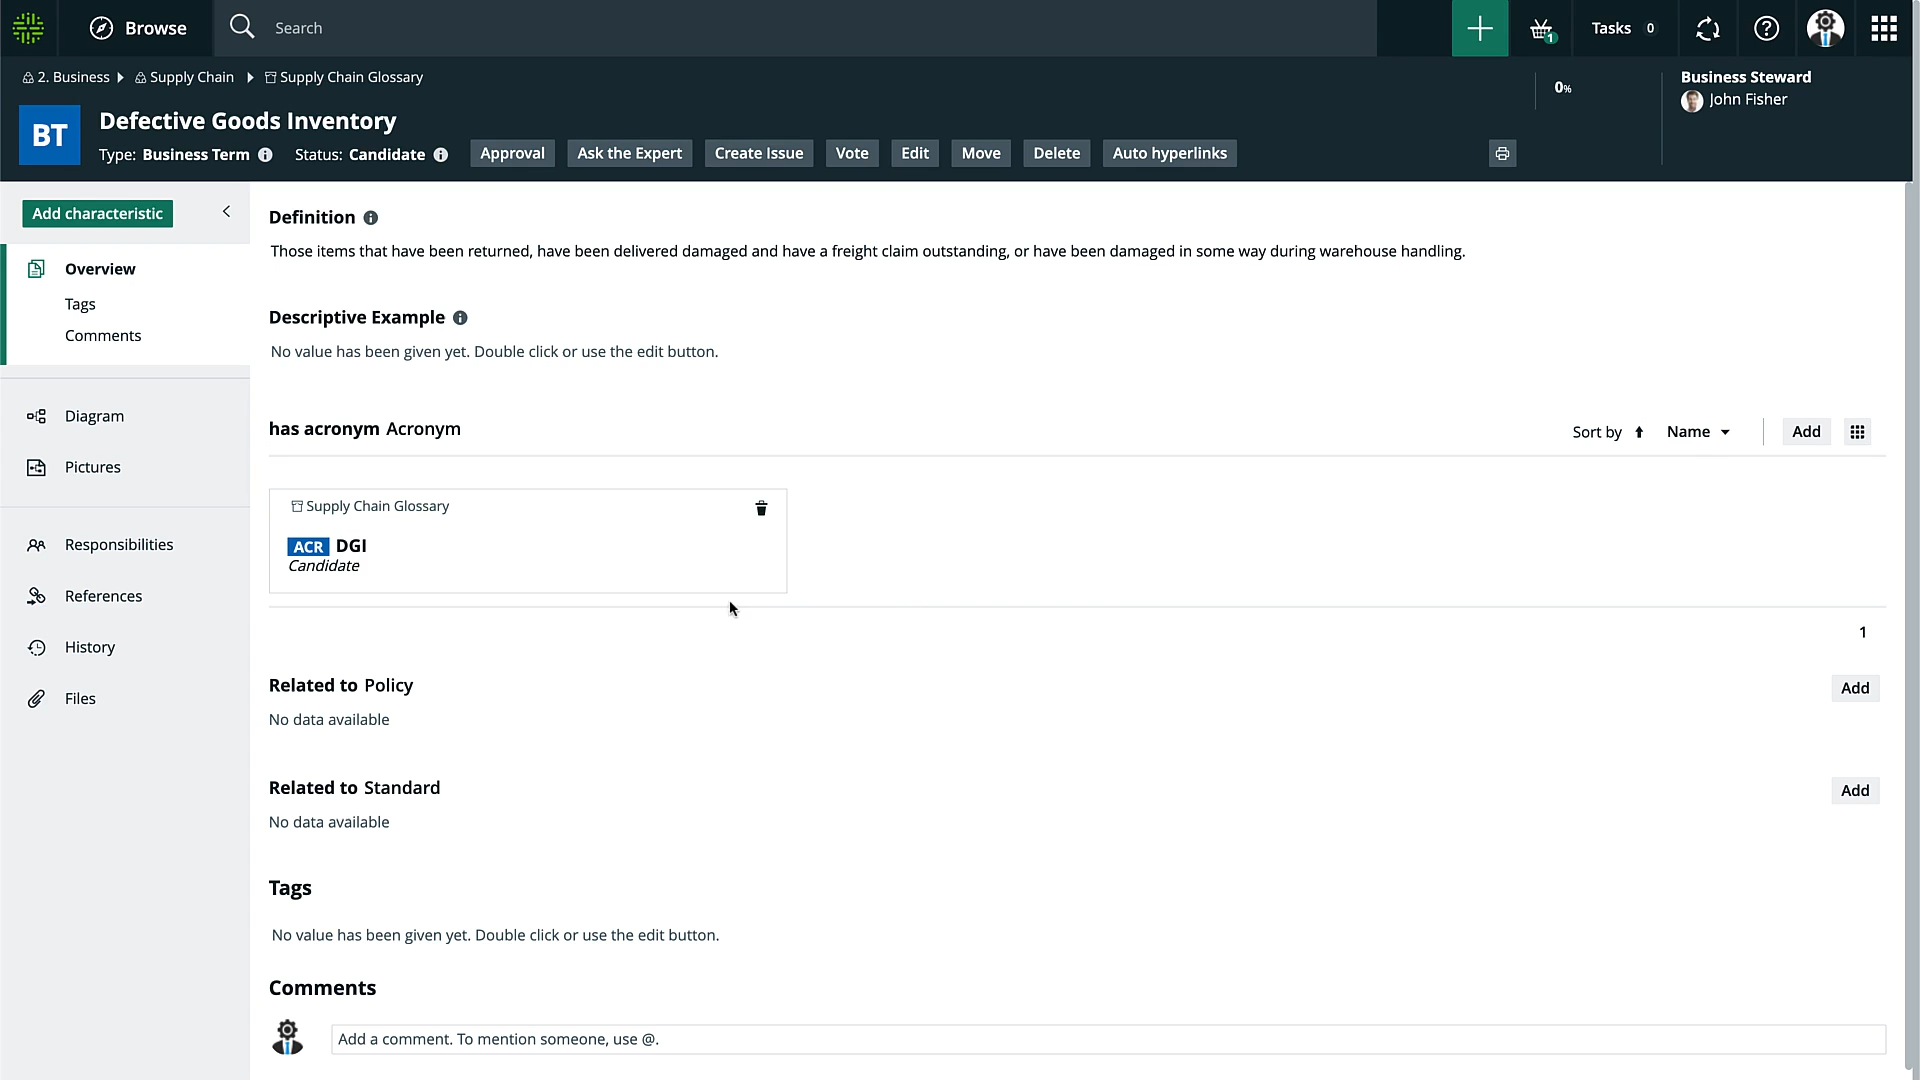 Browse
Search
1
Tasks 0
2. Business
Supply Chain
Supply Chain Glossary
0%
Business Steward
John Fisher
BT
Defective Goods Inventory
Type: Business Term
Status: Candidate
Approval
Ask the Expert
Create Issue
Vote
Edit
Move
Delete
Auto hyperlinks
Add characteristic
Overview
Tags
Comments
Diagram
Pictures
Responsibilities
References
History
Files
Definition
Those items that have been returned, have been delivered damaged and have a freight claim outstanding, or have been damaged in some way during warehouse handling.
Descriptive Example
No value has been given yet. Double click or use the edit button.
has acronym Acronym
Sort by
Name
Add
Supply Chain Glossary
ACR DGI
Candidate
1
Related to Policy
Add
No data available
Related to Standard
Add
No data available
Tags
No value has been given yet. Double click or use the edit button.
Comments
Add a comment. To mention someone, use @.